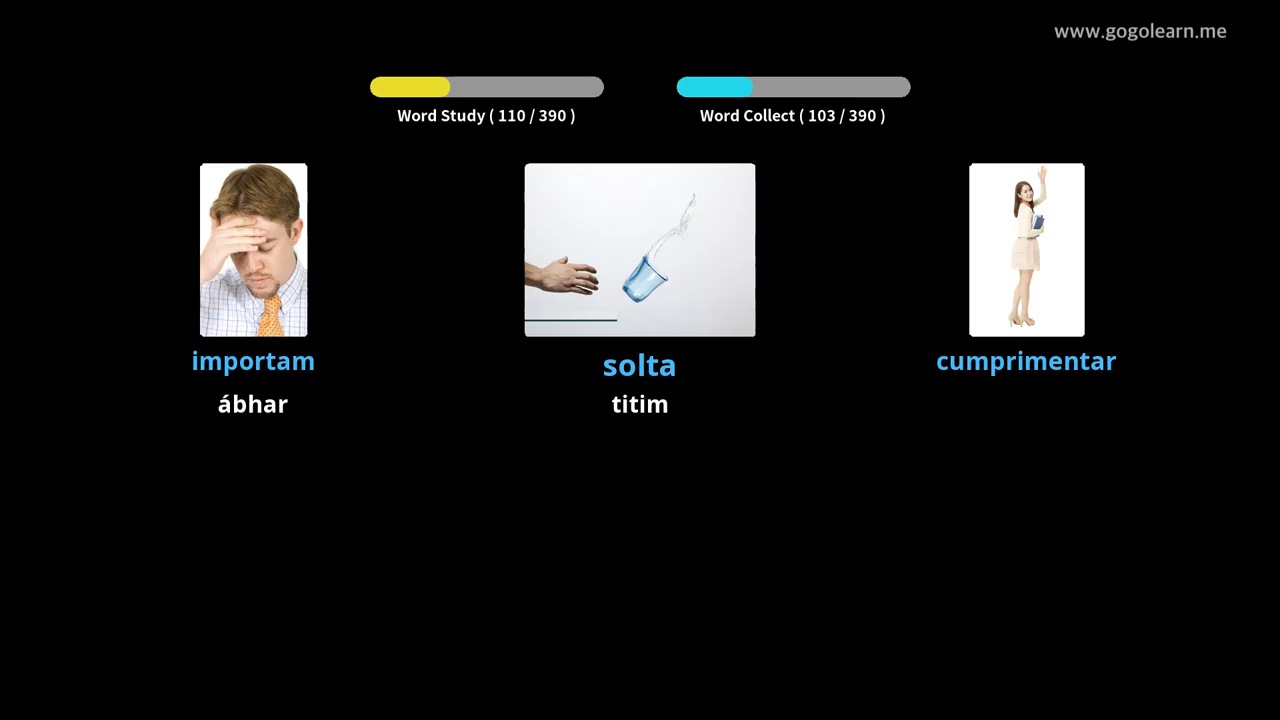 www.gogolearn.me
Word Study ( 110 / 390 )
Word Collect ( 103 / 390 )
importam
ábhar
solta
titim
cumprimentar